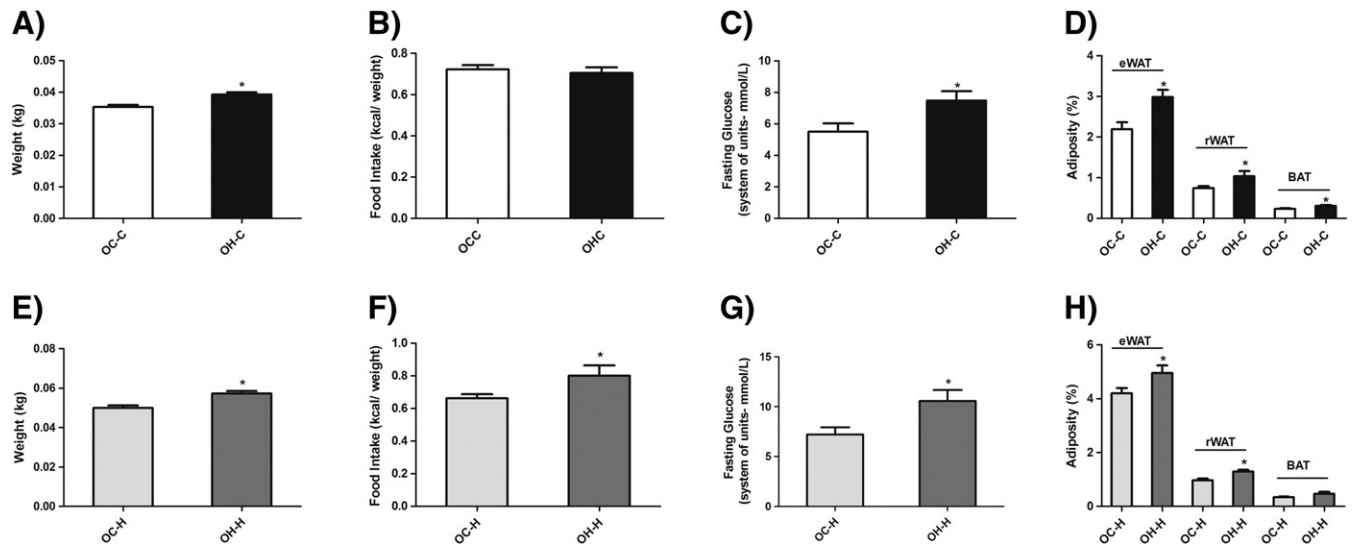 A)
Weight (kg)
0.05
0.04
0.03
0.02
0.01
0.00
*
OC-C
OH-C
B)
Food Intake (kcal/ weight)
0.8
0.6
0.4
0.2
0.0
OCC
OHC
C)
Fasting Glucose
(system of units- mmol/L)
10
8
6
4
2
0
*
OC-C
OH-C
D)
Adiposity (%)
4
3
2
1
0
eWAT
*
rWAT
*
BAT
*
OC-C
OH-C
OC-C
OH-C
OC-C
OH-C
E)
Weight (kg)
0.08
0.06
0.04
0.02
0.00
*
OC-H
OH-H
F)
Food Intake (kcal/ weight)
1.0
0.8
0.6
0.4
0.2
0.0
*
OC-H
OH-H
G)
Fasting Glucose
(system of units- mmol/L)
15
10
5
0
*
OC-H
OH-H
H)
Adiposity (%)
6
4
2
0
eWAT
*
rWAT
*
BAT
OC-H
OH-H
OC-H
OH-H
OC-H
OH-H